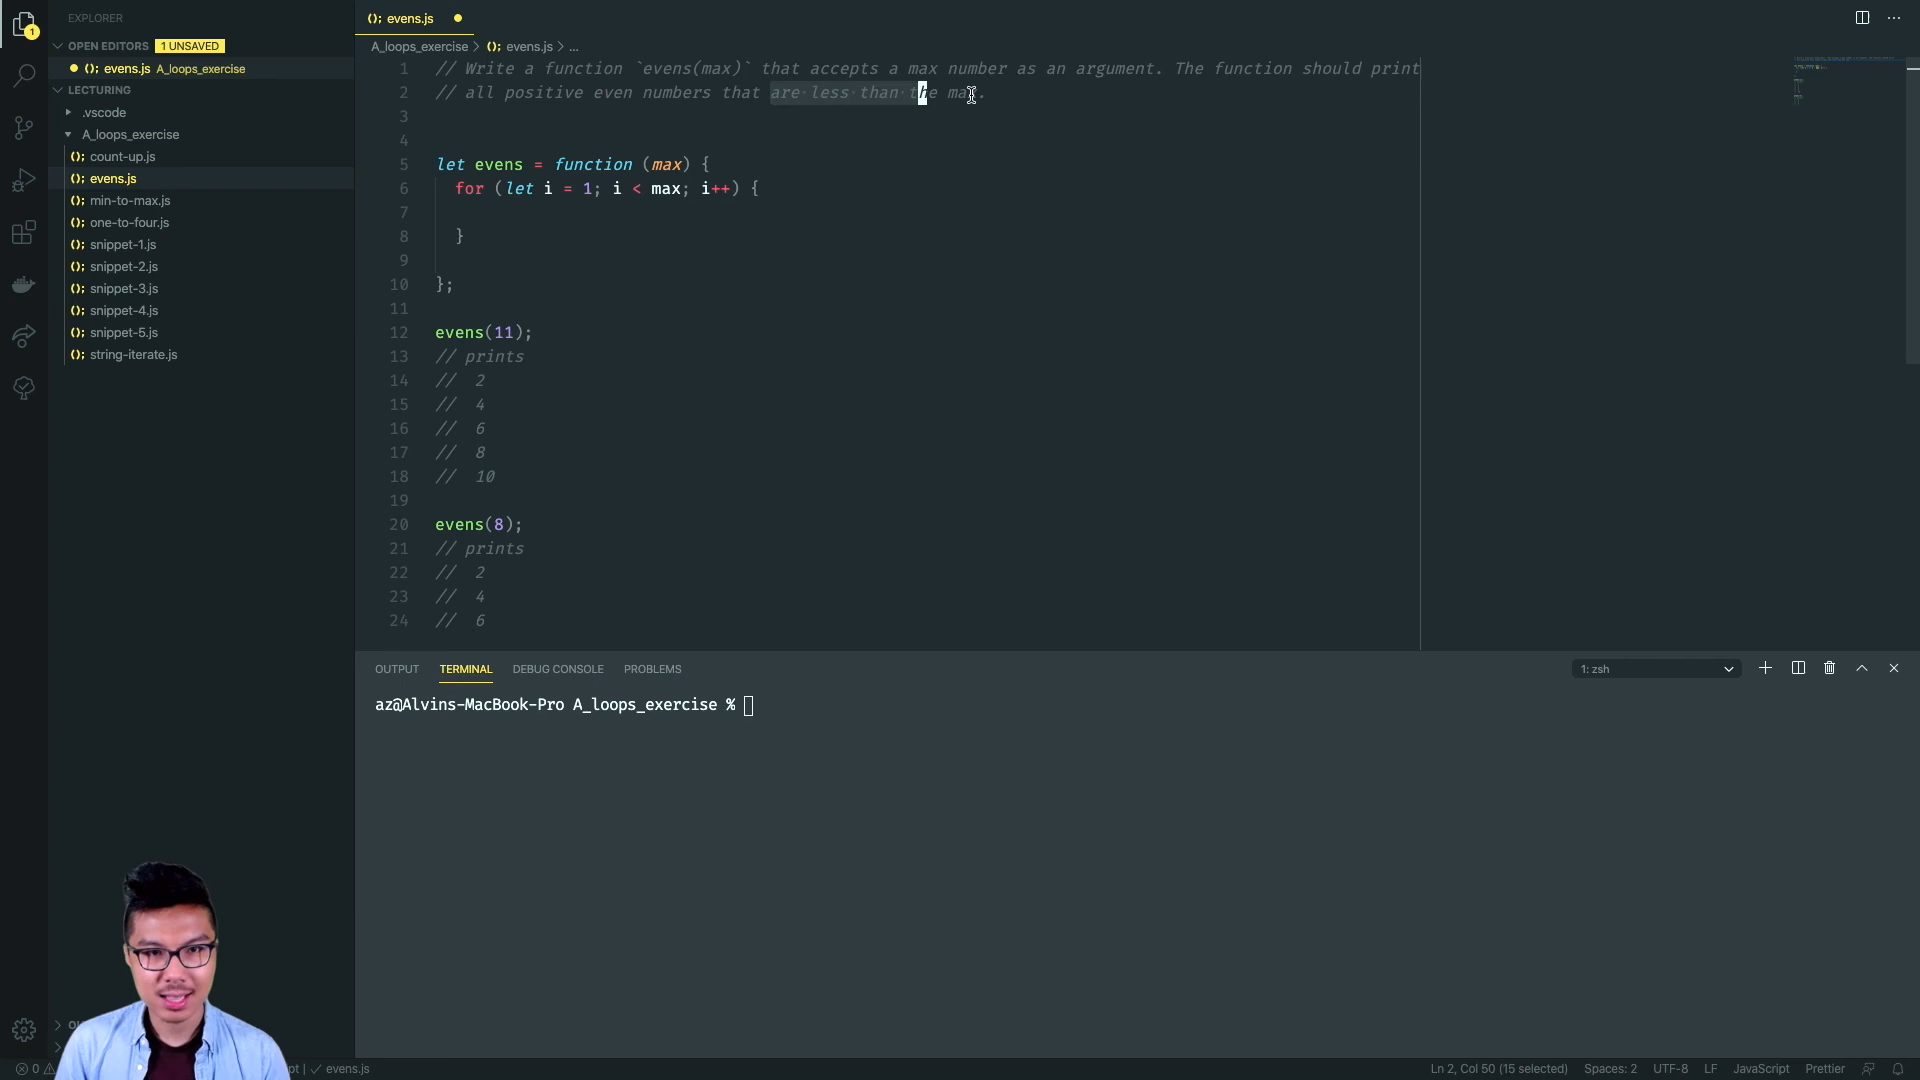 EXPLORER
OPEN EDITORS 1 UNSAVED
(); evens.js A_loops_exercise
LECTURING
.vscode
A_loops_exercise
(); count-up.js
(); evens.js
(); min-to-max.js
(); one-to-four.js
(); snippet-1.js
(); snippet-2.js
(); snippet-3.js
(); snippet-4.js
(); snippet-5.js
(); string-iterate.js
1
(); evens.js
A_loops_exercise > (); evens.js > ...
1 // Write a function `evens(max)` that accepts a max number as an argument. The function should print
2 // all positive even numbers that are less than the max.
3
4
5 let evens = function (max) {
6 for (let i = 1; i < max; i++) {
7
8 }
9
10 };
11
12 evens(11);
13 // prints
14 // 2
15 // 4
16 // 6
17 // 8
18 // 10
19
20 evens(8);
21 // prints
22 // 2
23 // 4
24 // 6
OUTPUT TERMINAL DEBUG CONSOLE PROBLEMS
1: zsh
az@Alvins-MacBook-Pro A_loops_exercise %
0
evens.js
Ln 2, Col 50 (15 selected) Spaces: 2 UTF-8 LF JavaScript Prettier